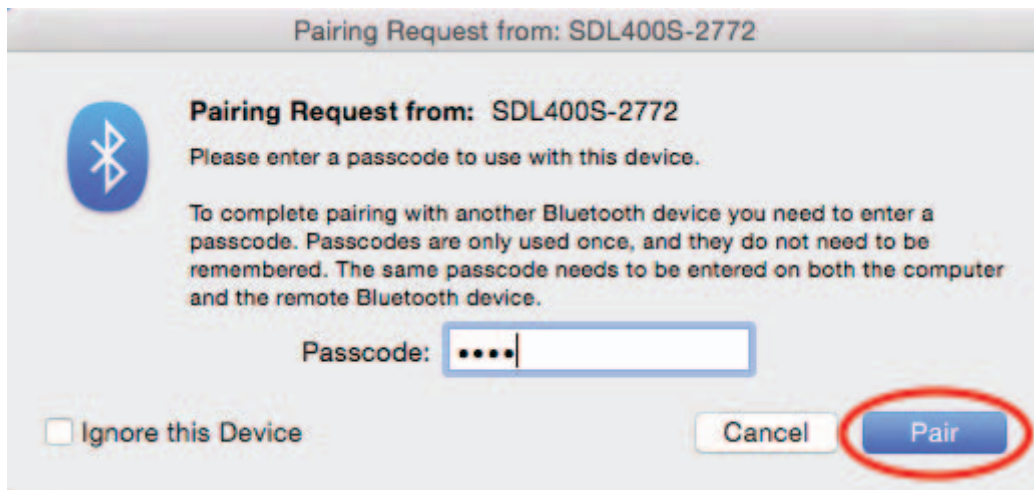 Pairing Request from: SDL400S-2772
Pairing Request from: SDL400S-2772
Please enter a passcode to use with this device.
To complete pairing with another Bluetooth device you need to enter a
passcode. Passcodes are only used once, and they do not need to be
remembered. The same passcode needs to be entered on both the computer
and the remote Bluetooth device.
Passcode: ••••
Ignore this Device
Cancel
Pair